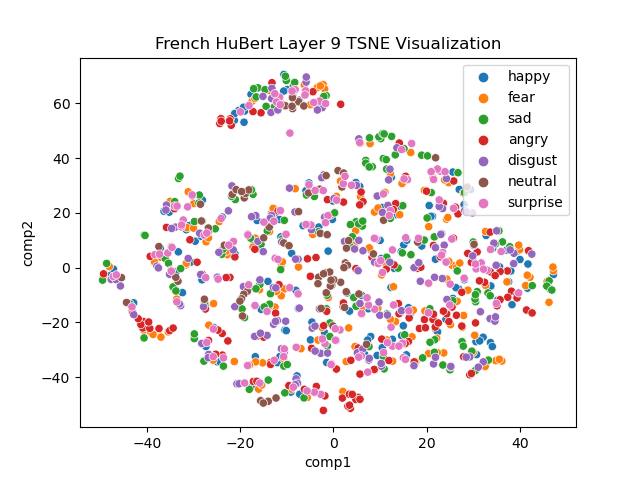 French HuBert Layer 9 TSNE Visualization
happy
fear
sad
angry
disgust
neutral
surprise
comp2
60
40
20
0
−20
−40
−40
−20
0
20
40
comp1